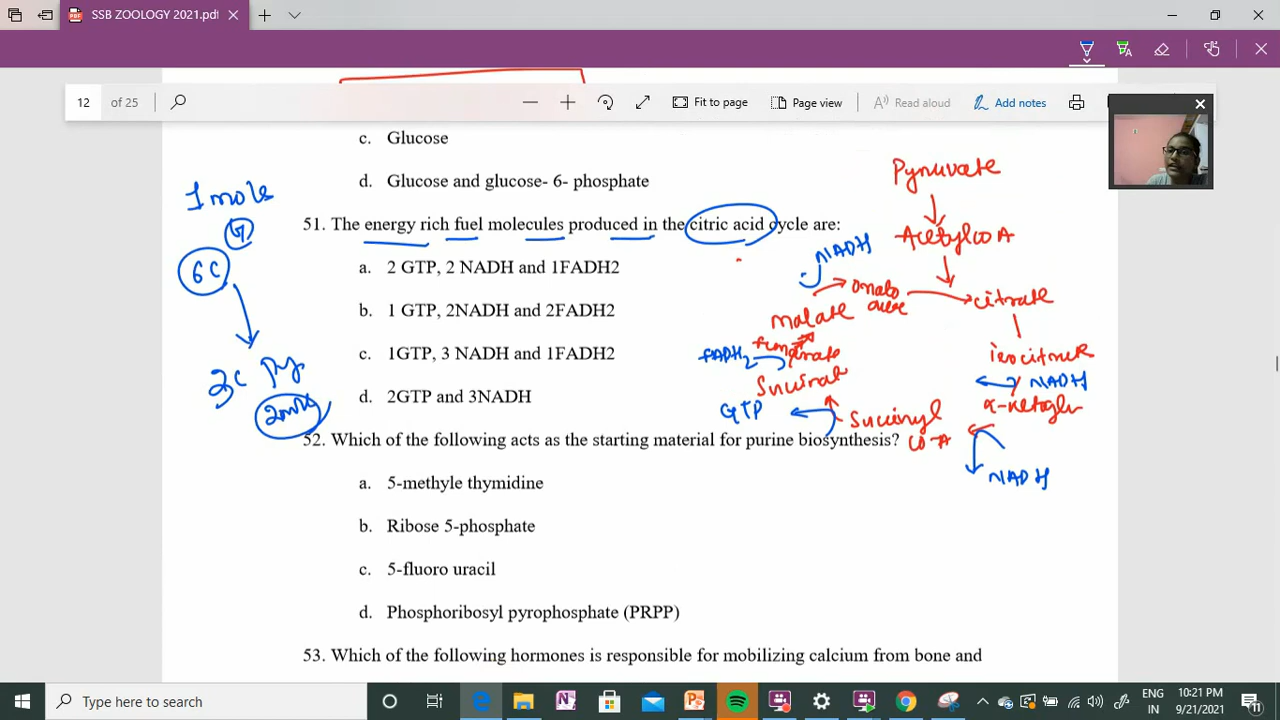 SSB ZOOLOGY 2021.pdf
12 of 25
Fit to page
Page view
Read aloud
Add notes
c. Glucose
d. Glucose and glucose- 6- phosphate
51. The energy rich fuel molecules produced in the citric acid cycle are:
a. 2 GTP, 2 NADH and 1FADH2
b. 1 GTP, 2NADH and 2FADH2
c. 1GTP, 3 NADH and 1FADH2
d. 2GTP and 3NADH
52. Which of the following acts as the starting material for purine biosynthesis?
a. 5-methyle thymidine
b. Ribose 5-phosphate
c. 5-fluoro uracil
d. Phosphoribosyl pyrophosphate (PRPP)
53. Which of the following hormones is responsible for mobilizing calcium from bone and
1 mole
6C
Pyruvate
Acetyl coA
citrate
NADH
malate
FADH2
GTP
Succinyl
co-A
NADH
NADH
Type here to search
ENG
IN
10:21 PM
9/21/2021
11